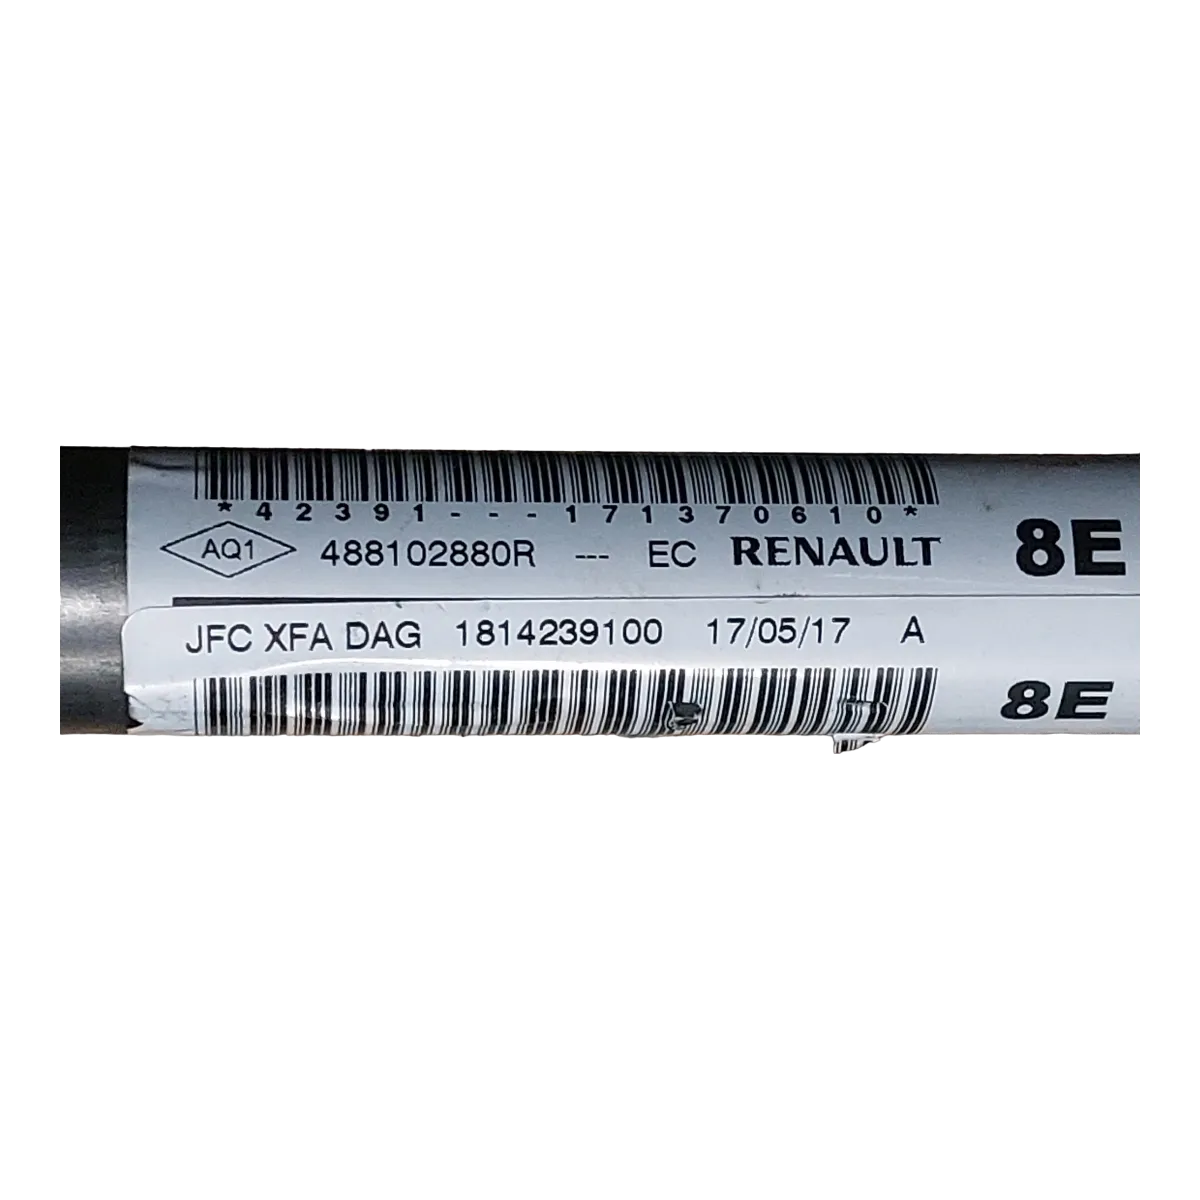 *42391---171370610*
AQ1 488102880R --- EC RENAULT 8E
JFC XFA DAG 1814239100 17/05/17 A
8E